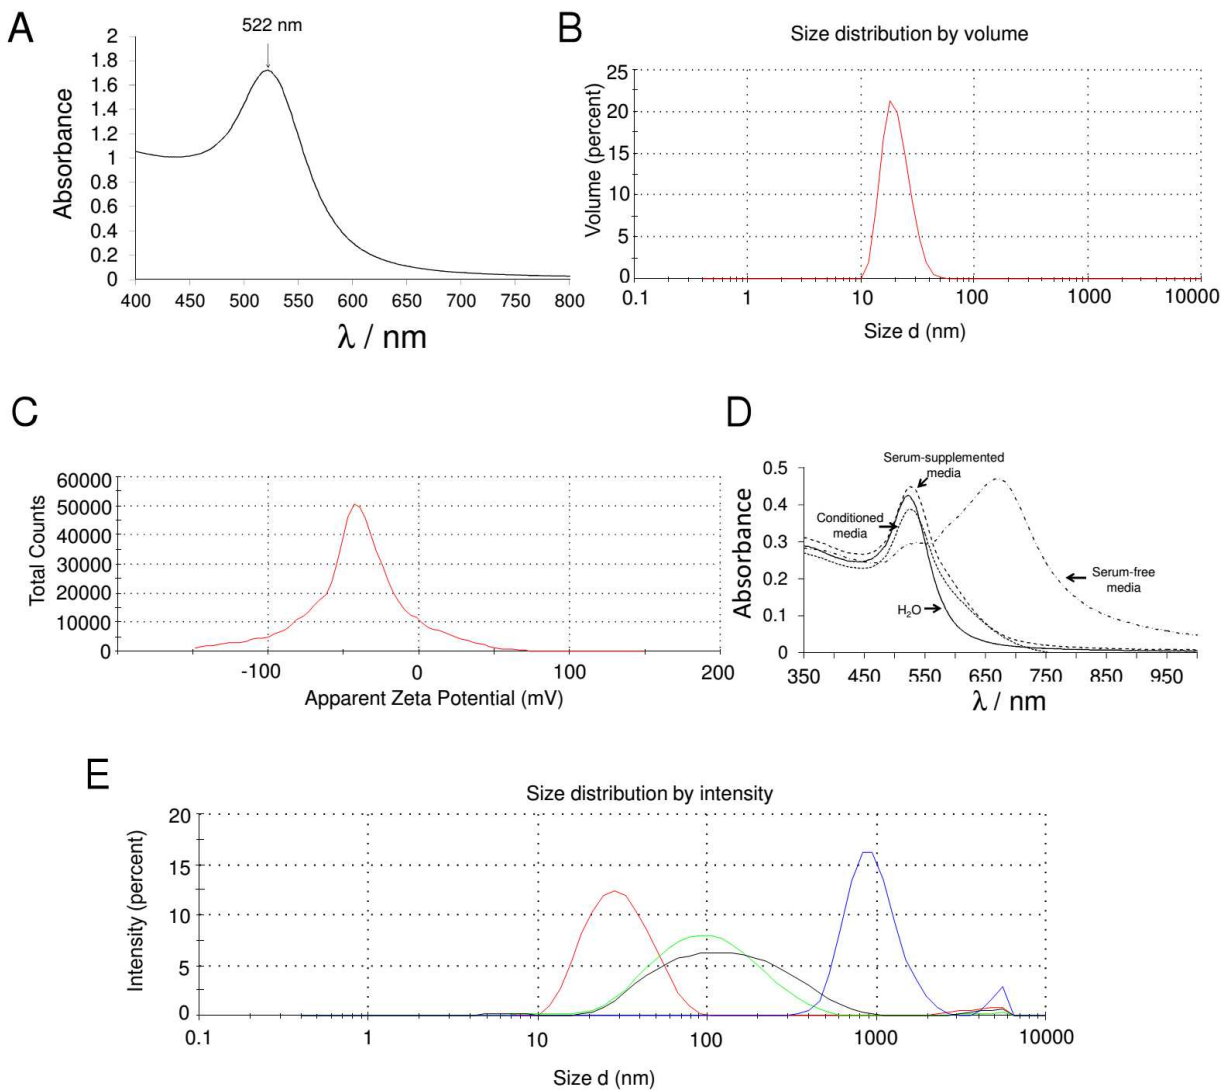 A
522 nm
2
1.8
1.6
1.4
1.2
1
0.8
0.6
0.4
0.2
0
Absorbance
400 450 500 550 600 650 700 750 800
λ / nm
B
Size distribution by volume
25
20
15
10
5
0
Volume (percent)
0.1 1 10 100 1000 10000
Size d (nm)
C
60000
50000
40000
30000
20000
10000
0
Total Counts
-100 0 100 200
Apparent Zeta Potential (mV)
D
0.5
0.4
0.3
0.2
0.1
0
Absorbance
Serum-supplemented
media
Conditioned
media
Serum-free
media
H₂O
350 450 550 650 750 850 950
λ / nm
E
Size distribution by intensity
20
15
10
5
0
Intensity (percent)
0.1 1 10 100 1000 10000
Size d (nm)